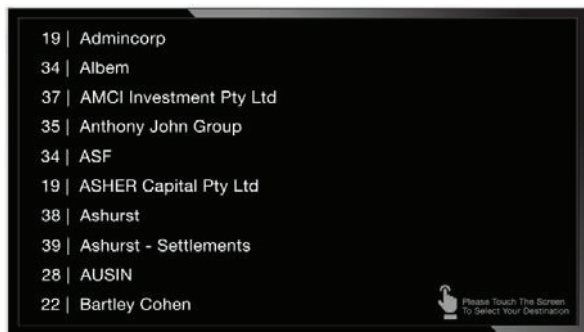 19 | Admincorp
34 | Albem
37 | AMCI Investment Pty Ltd
35 | Anthony John Group
34 | ASF
19 | ASHER Capital Pty Ltd
38 | Ashurst
39 | Ashurst - Settlements
28 | AUSIN
22 | Bartley Cohen
Please Touch The Screen
To Select Your Destination